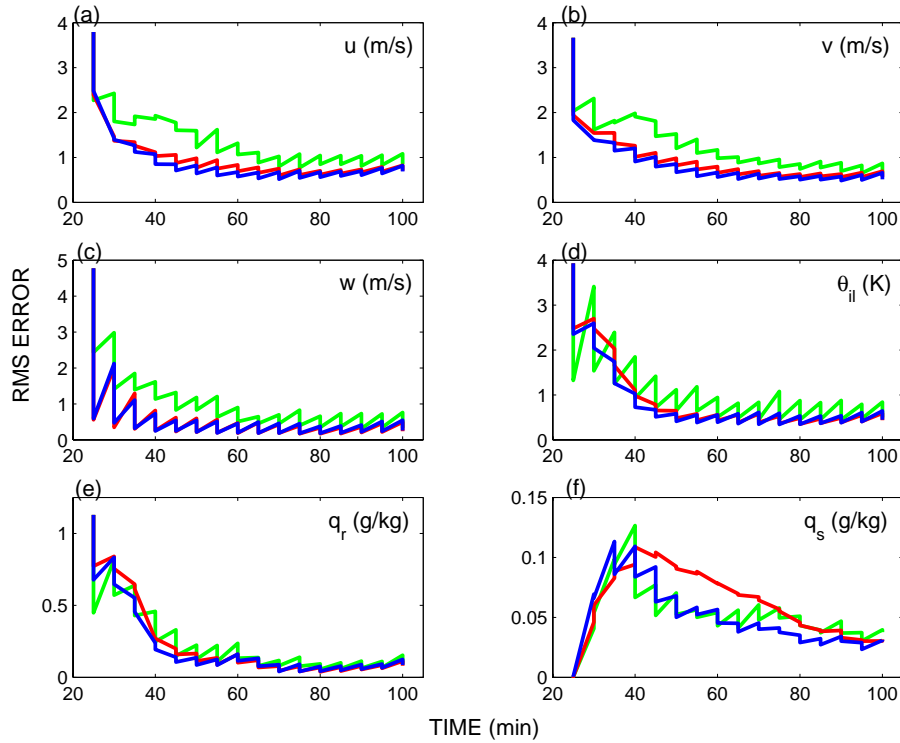 (a)
u (m/s)
4
3
2
1
0
20 40 60 80 100
(b)
v (m/s)
4
3
2
1
0
20 40 60 80 100
(c)
w (m/s)
5
4
3
2
1
0
20 40 60 80 100
(d)
θil (K)
4
3
2
1
0
20 40 60 80 100
RMS ERROR
(e)
qr (g/kg)
1
0.5
0
20 40 60 80 100
(f)
qs (g/kg)
0.15
0.1
0.05
0
20 40 60 80 100
TIME (min)